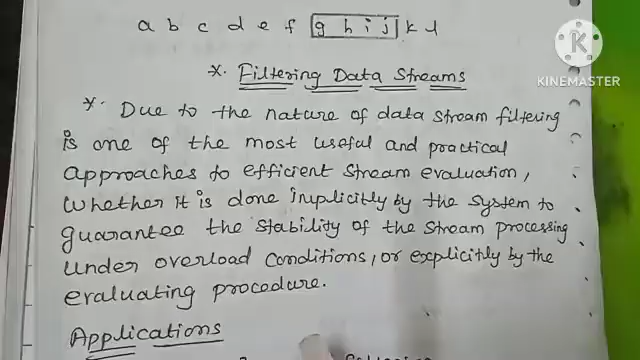 a b c d e f g h i j k l
K
KINEMASTER
*. Filtering Data Streams
*. Due to the nature of data stream filtering
is one of the most useful and practical
approaches to efficient stream evaluation,
whether it is done implicitly by the system to
guarantee the stability of the stream processing
under overload conditions, or explicitly by the
evaluating procedure.
Applications